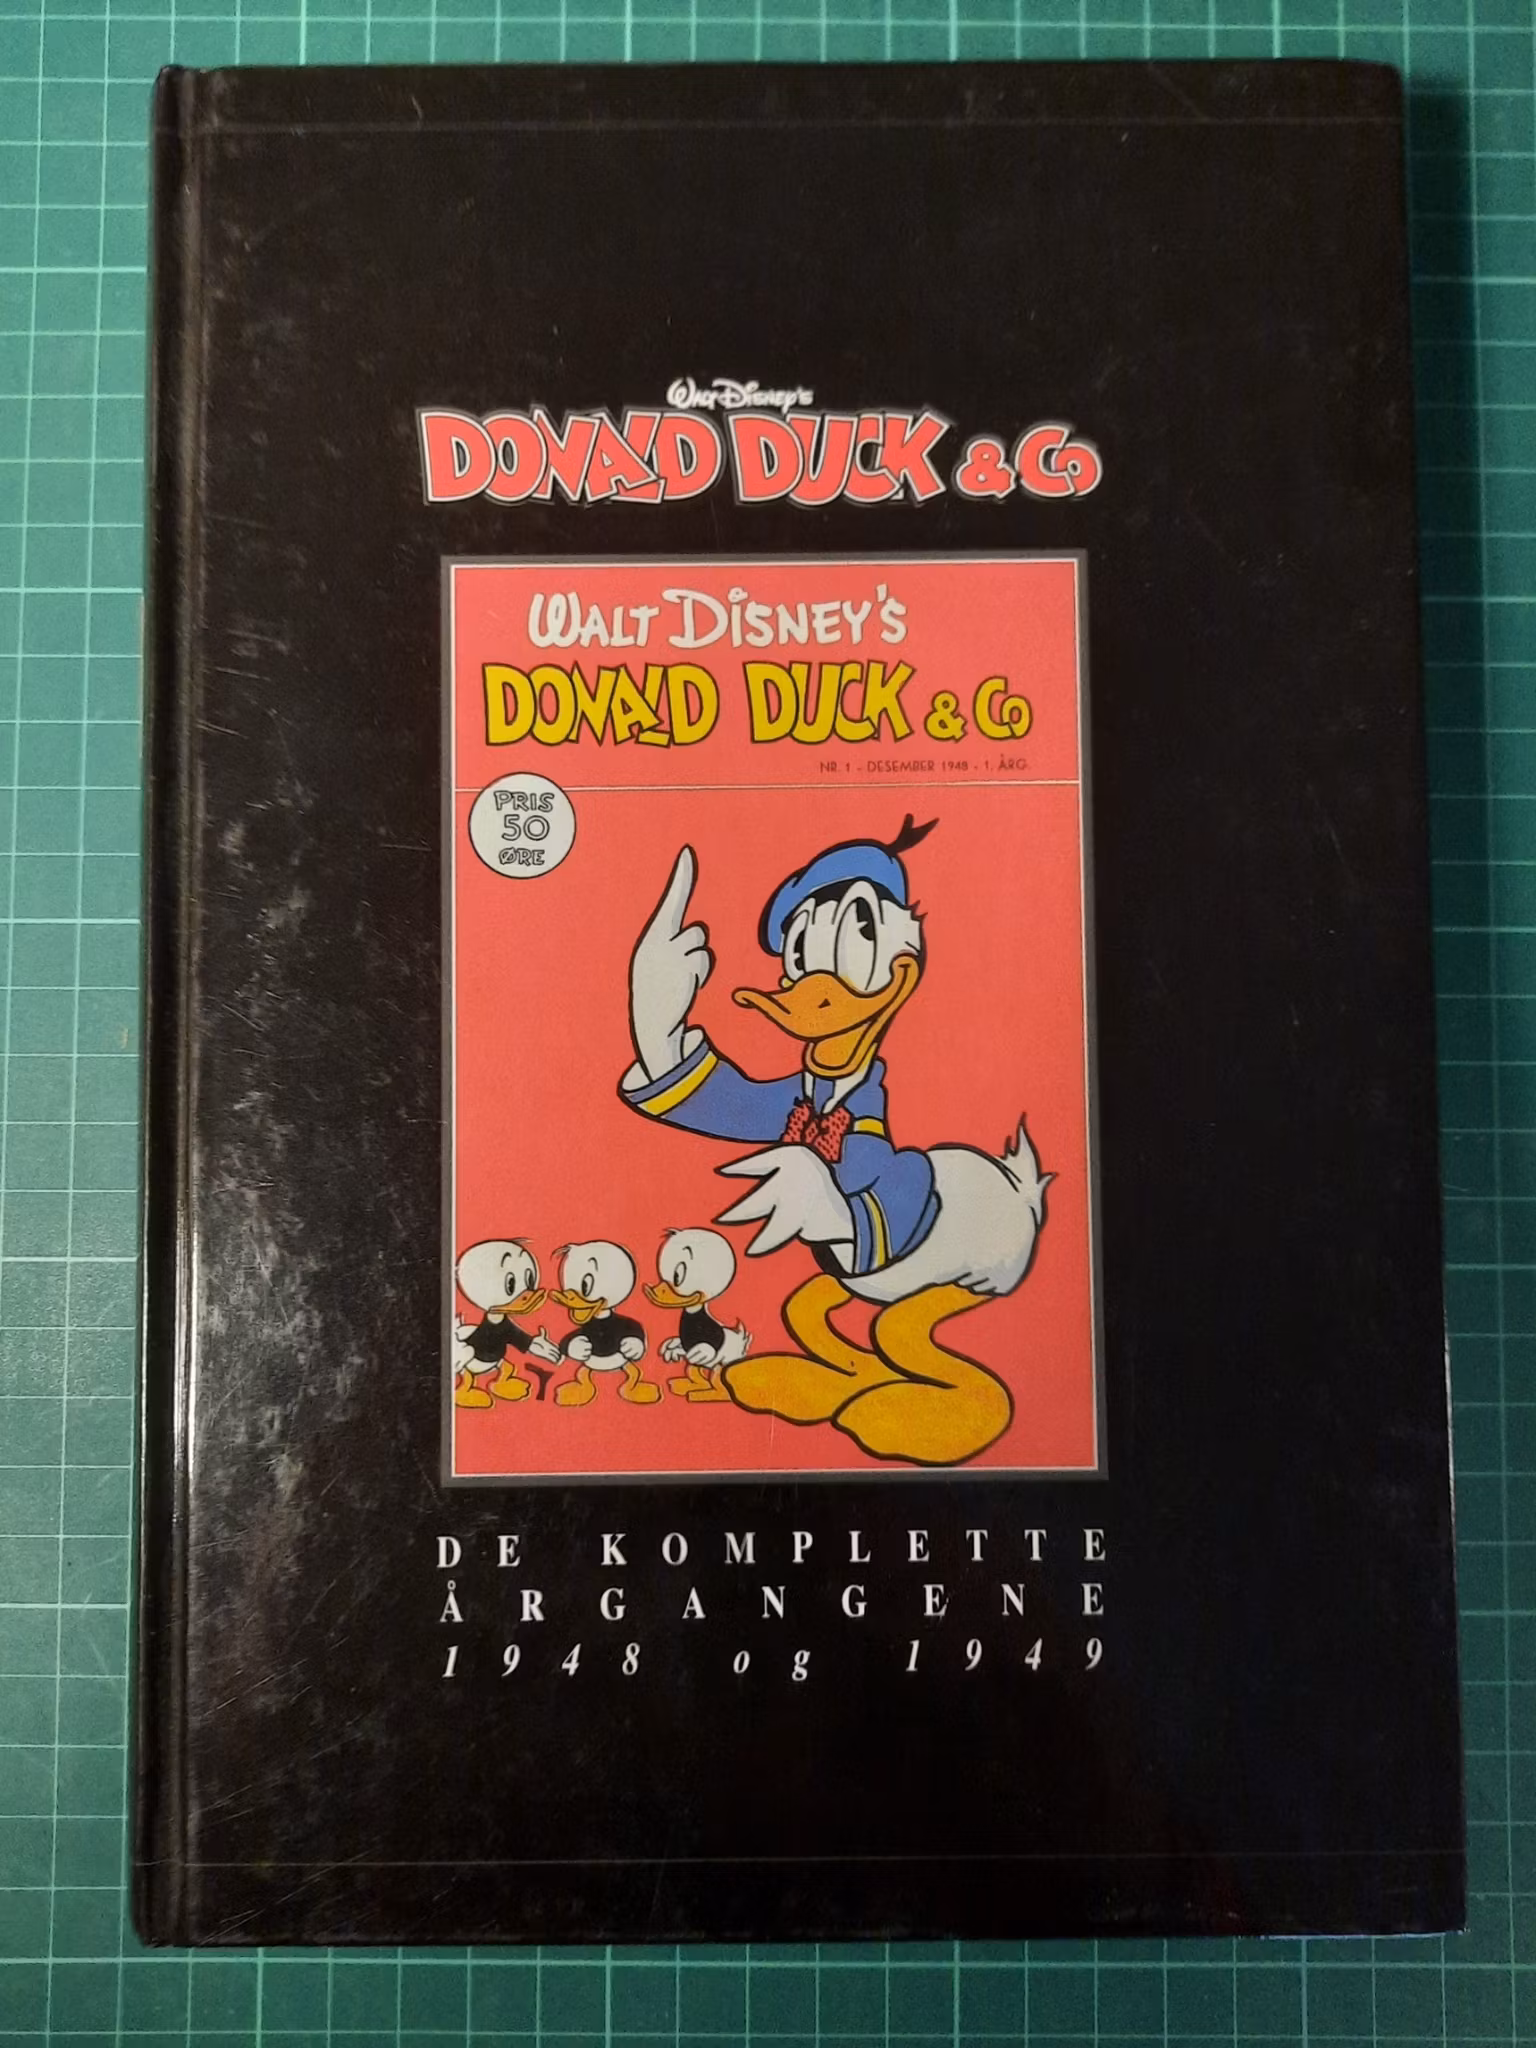 Walt Disney's
DONALD DUCK & Co
WALT DISNEY'S
DONALD DUCK & Co
NR. 1 - DESEMBER 1948 - 1. ÅRG.
PRIS
50
ØRE
DE KOMPLETTE
ÅRGANGENE
1948 og 1949